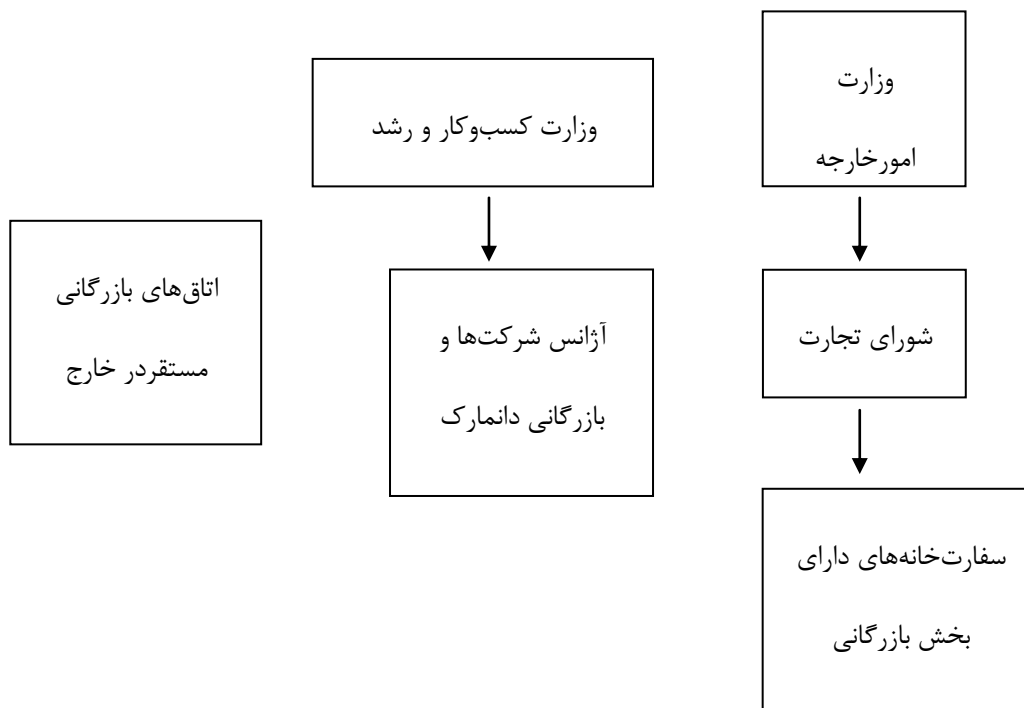 وزارت
امورخارجه
شورای تجارت
سفارت‌خانه‌های دارای
بخش بازرگانی
وزارت کسب‌وکار و رشد
آژانس شرکت‌ها و
بازرگانی دانمارک
اتاق‌های بازرگانی
مستقردر خارج